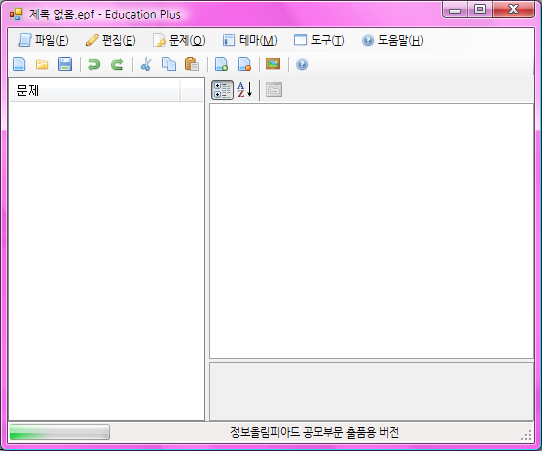 제목 없음.epf - Education Plus
파일(F) 편집(E) 문제(Q) 테마(M) 도구(T) 도움말(H)
문제
정보올림피아드 공모부문 출품용 버전